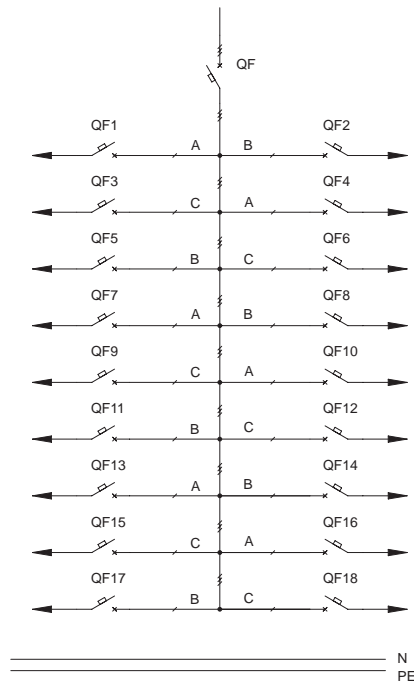 QF
QF1 A B QF2
QF3 C A QF4
QF5 B C QF6
QF7 A B QF8
QF9 C A QF10
QF11 B C QF12
QF13 A B QF14
QF15 C A QF16
QF17 B C QF18
N
PE